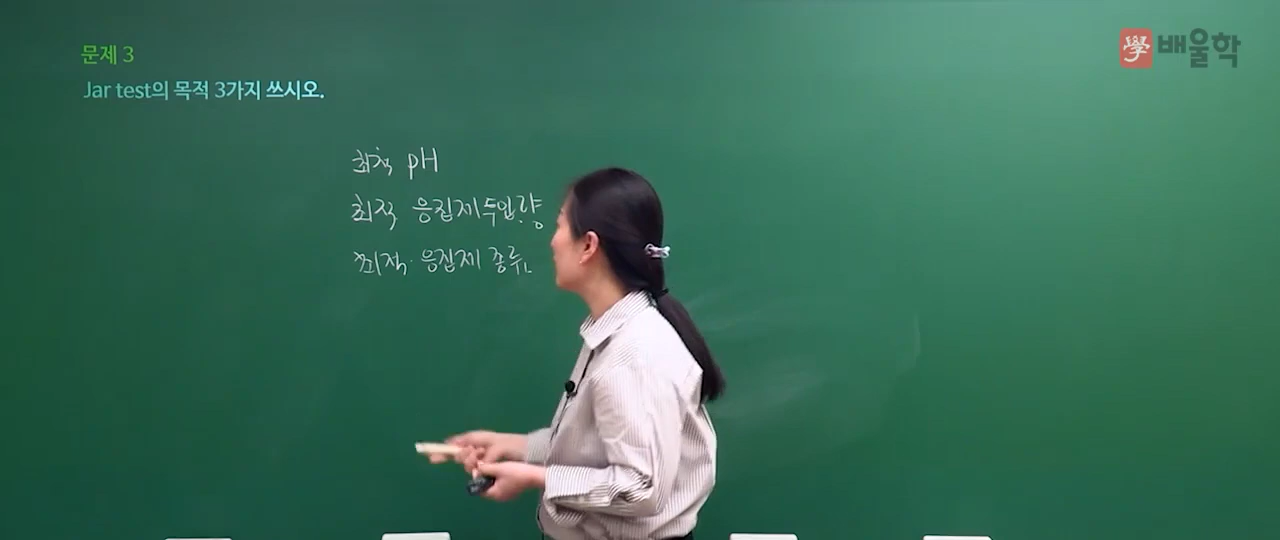 學 배울학
문제 3
Jar test의 목적 3가지 쓰시오.
최적 pH
최적 응집제 주입량
최적 응집제 종류